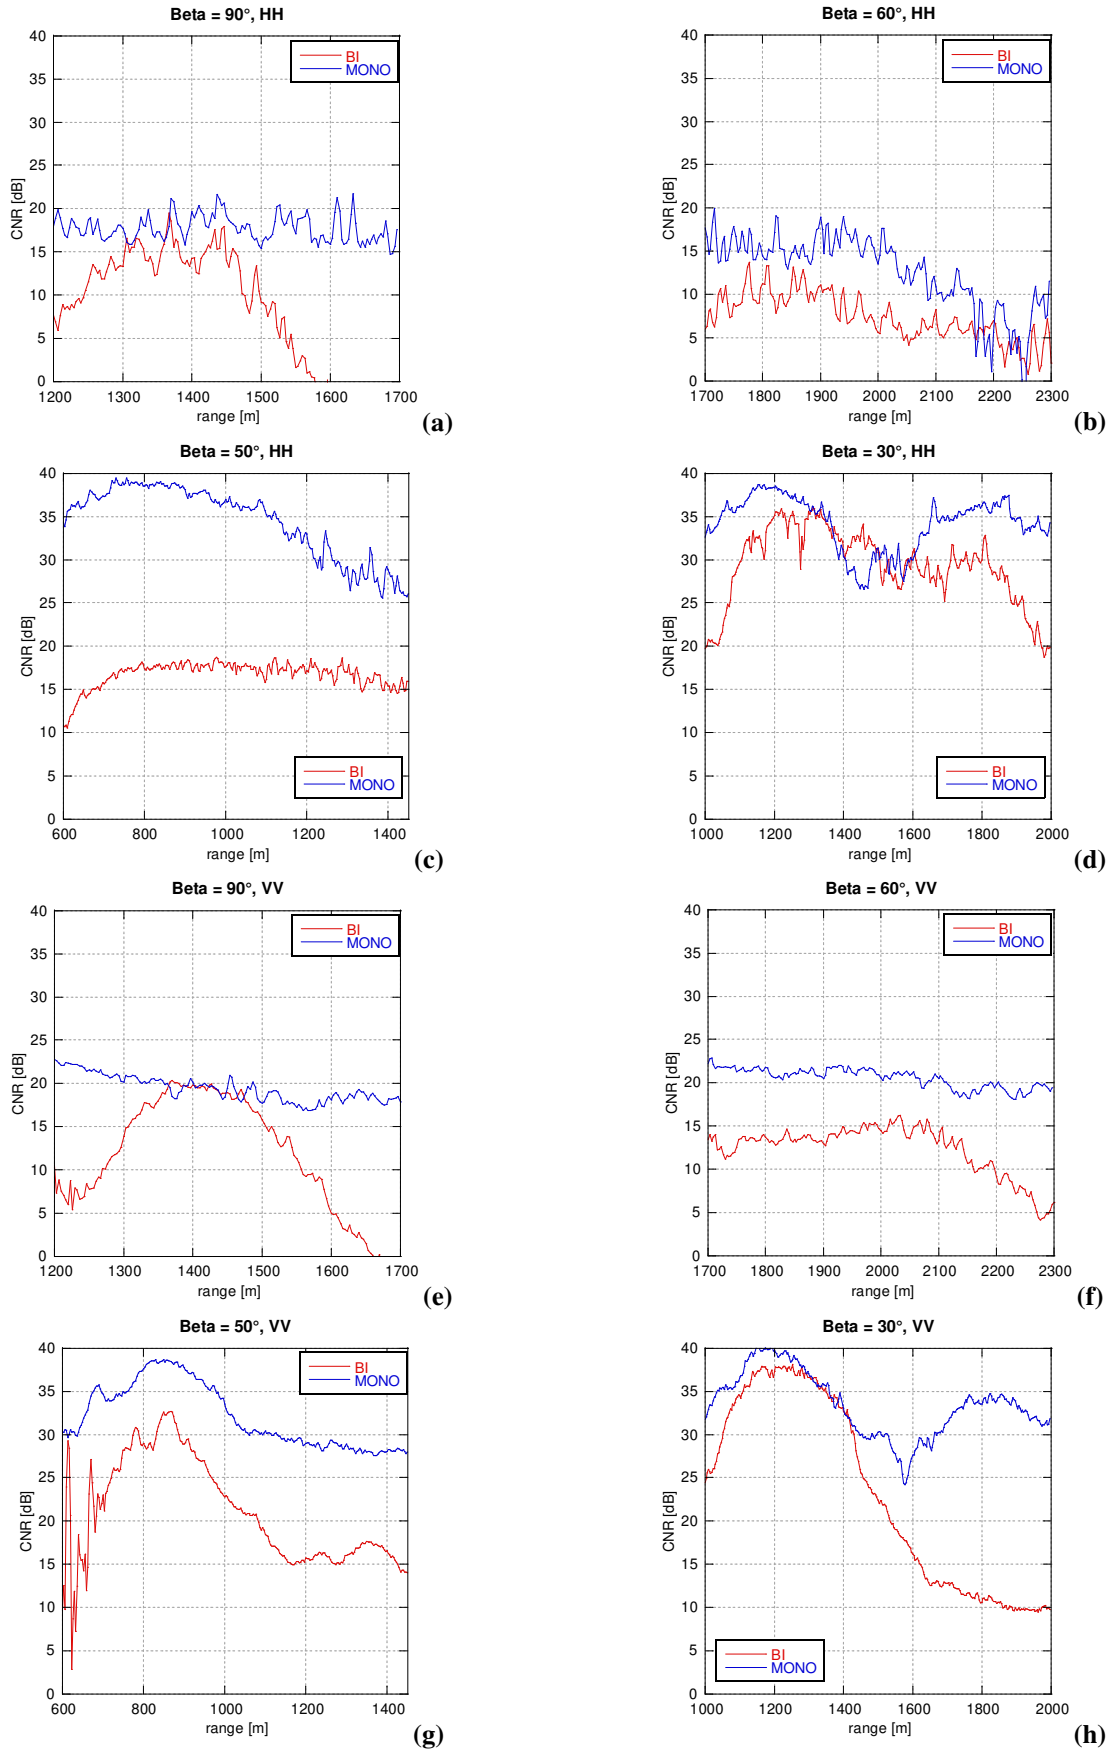 Beta = 90°, HH
40
35
30
25
20
15
10
5
0
CNR [dB]
BI
MONO
1200 1300 1400 1500 1600 1700
range [m]
(a)
Beta = 60°, HH
40
35
30
25
20
15
10
5
0
CNR [dB]
BI
MONO
1700 1800 1900 2000 2100 2200 2300
range [m]
(b)
Beta = 50°, HH
40
35
30
25
20
15
10
5
0
CNR [dB]
BI
MONO
600 800 1000 1200 1400
range [m]
(c)
Beta = 30°, HH
40
35
30
25
20
15
10
5
0
CNR [dB]
BI
MONO
1000 1200 1400 1600 1800 2000
range [m]
(d)
Beta = 90°, VV
40
35
30
25
20
15
10
5
0
CNR [dB]
BI
MONO
1200 1300 1400 1500 1600 1700
range [m]
(e)
Beta = 60°, VV
40
35
30
25
20
15
10
5
0
CNR [dB]
BI
MONO
1700 1800 1900 2000 2100 2200 2300
range [m]
(f)
Beta = 50°, VV
40
35
30
25
20
15
10
5
0
CNR [dB]
BI
MONO
600 800 1000 1200 1400
range [m]
(g)
Beta = 30°, VV
40
35
30
25
20
15
10
5
0
CNR [dB]
BI
MONO
1000 1200 1400 1600 1800 2000
range [m]
(h)